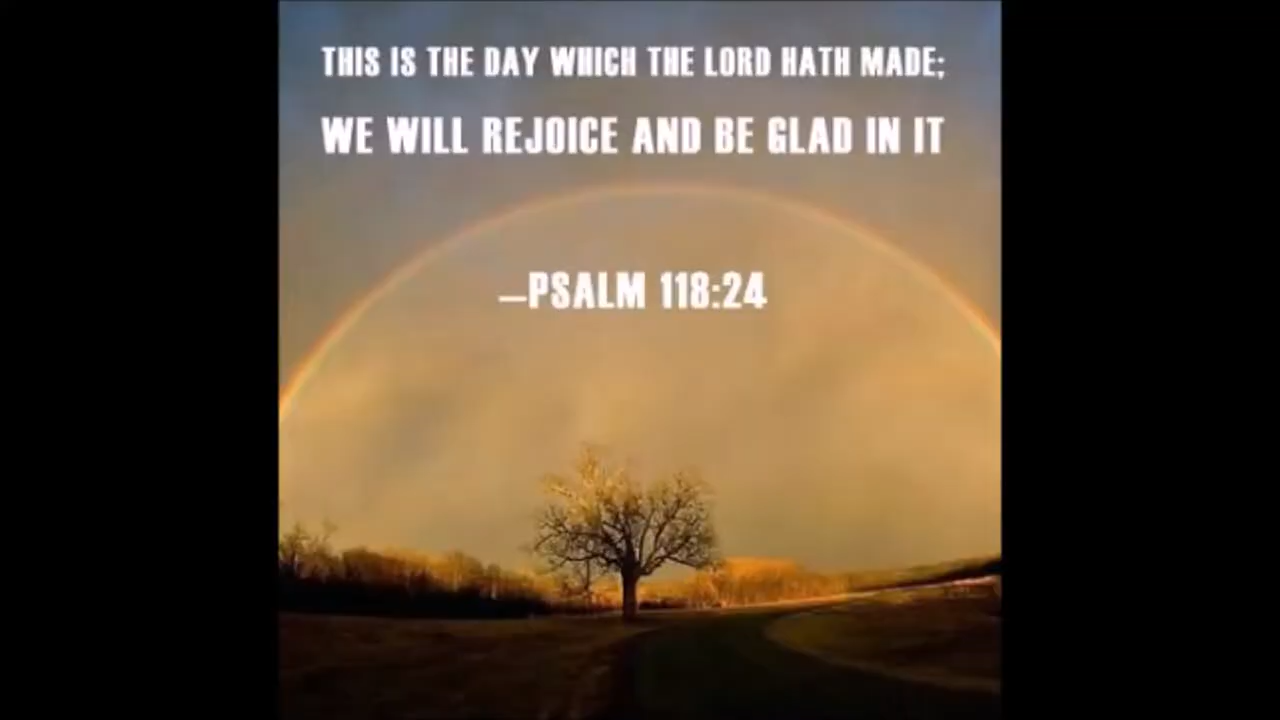 THIS IS THE DAY WHICH THE LORD HATH MADE;
WE WILL REJOICE AND BE GLAD IN IT
—PSALM 118:24